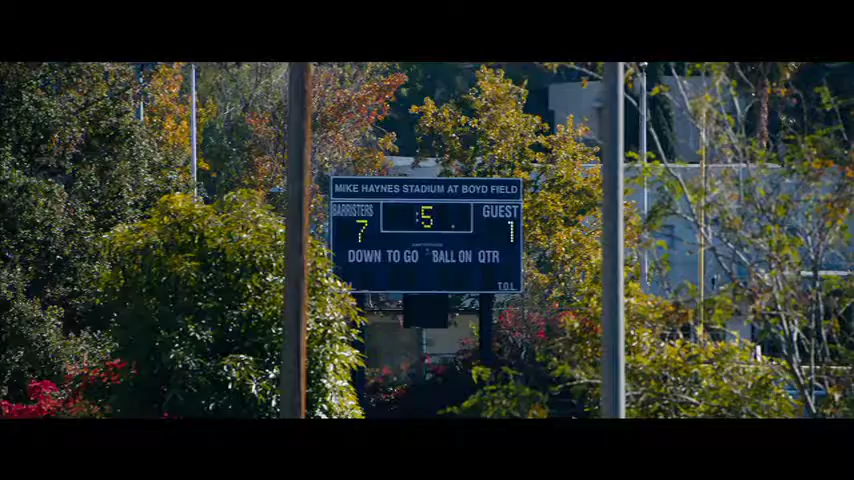 MIKE HAYNES STADIUM AT BOYD FIELD
BARRISTERS :5 . GUEST
7 1
DOWN TO GO BALL ON QTR
T.O.L